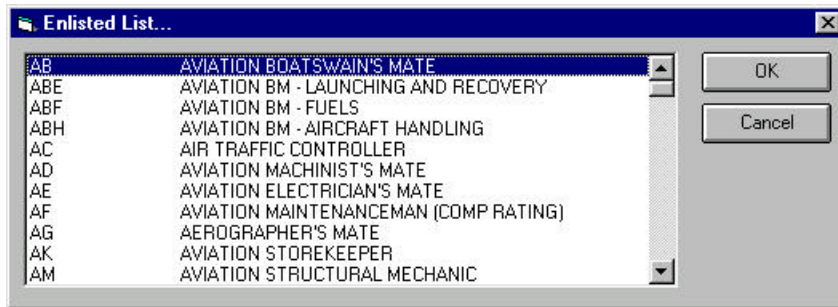 Enlisted List...
AB AVIATION BOATSWAIN'S MATE
ABE AVIATION BM - LAUNCHING AND RECOVERY
ABF AVIATION BM - FUELS
ABH AVIATION BM - AIRCRAFT HANDLING
AC AIR TRAFFIC CONTROLLER
AD AVIATION MACHINIST'S MATE
AE AVIATION ELECTRICIAN'S MATE
AF AVIATION MAINTENANCEMAN (COMP RATING)
AG AEROGRAPHER'S MATE
AK AVIATION STOREKEEPER
AM AVIATION STRUCTURAL MECHANIC
OK
Cancel